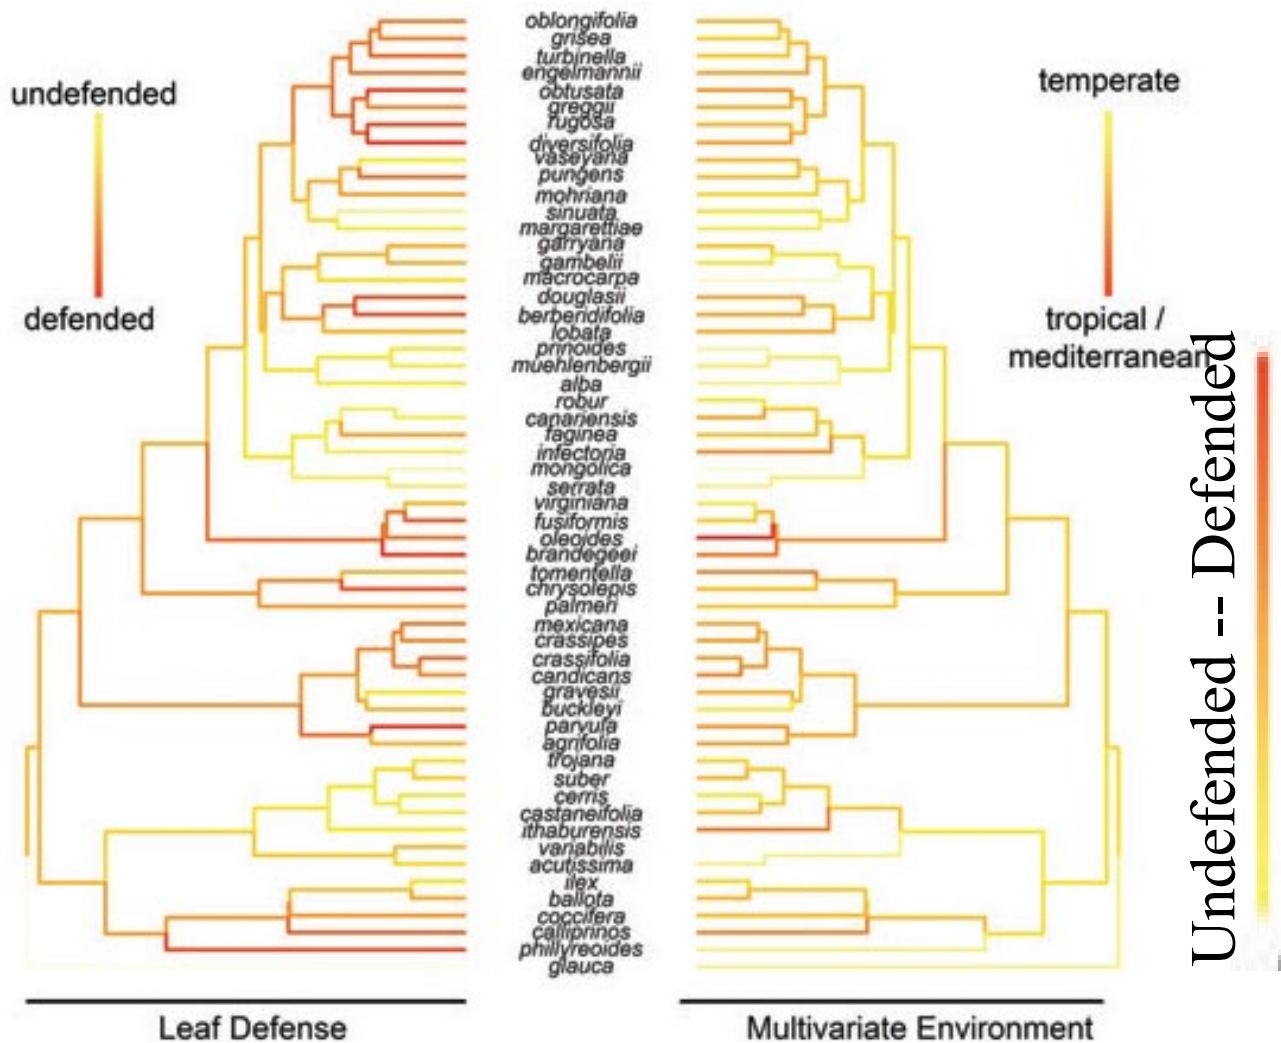 undefended
defended
oblongifolia
grisea
turbinella
engelmannii
obtusata
greggii
rugosa
diversifolia
vaseyana
pungens
mohriana
sinuata
margarettiae
garryana
gambelii
macrocarpa
douglasii
berberidifolia
lobata
prinoides
muehlenbergii
alba
robur
canariensis
faginea
infectoria
mongolica
serrata
virginiana
fusiformis
oleoides
brandegeei
tomentella
chrysolepis
palmeri
mexicana
crassipes
crassifolia
candicans
gravesii
buckleyi
parvula
agrifolia
trojana
suber
cerris
castaneifolia
ithaburensis
variabilis
acutissima
ilex
ballota
coccifera
calliprinos
phillyreoides
glauca
temperate
tropical /
mediterranean
Undefended -- Defended
Leaf Defense
Multivariate Environment